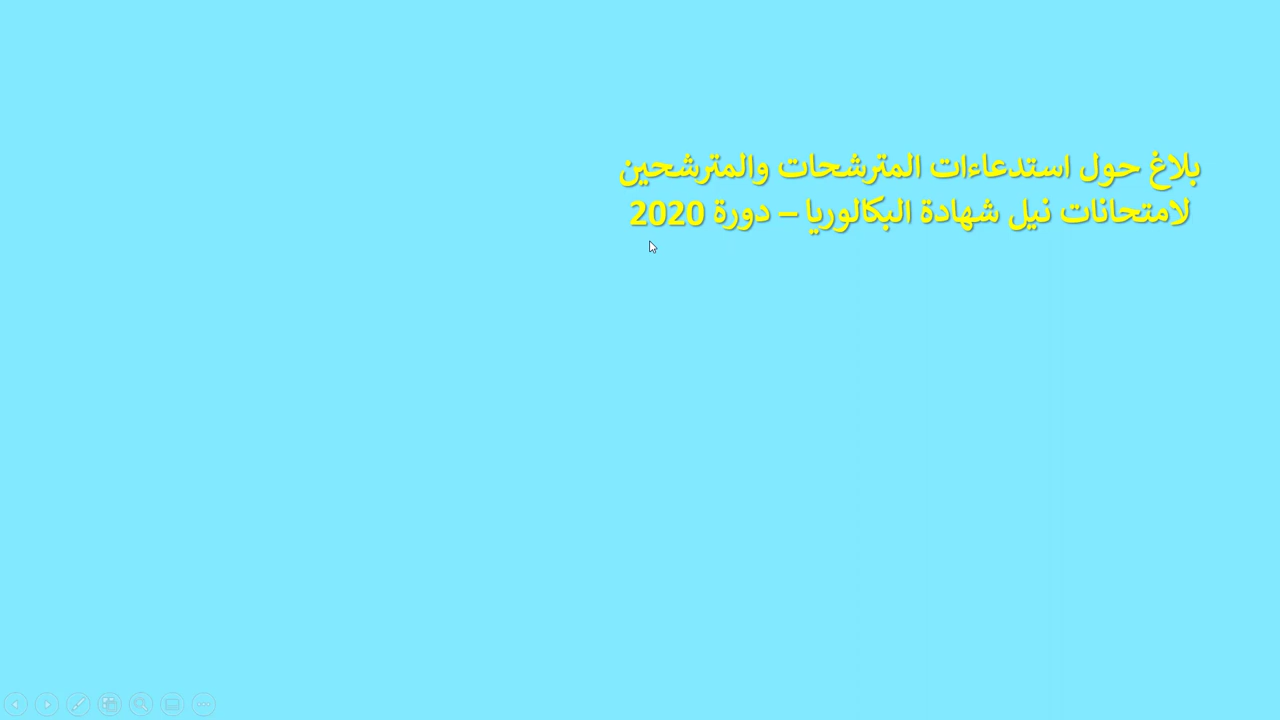 بلاغ حول استدعاءات المترشحات والمترشحين
لامتحانات نيل شهادة البكالوريا – دورة 2020